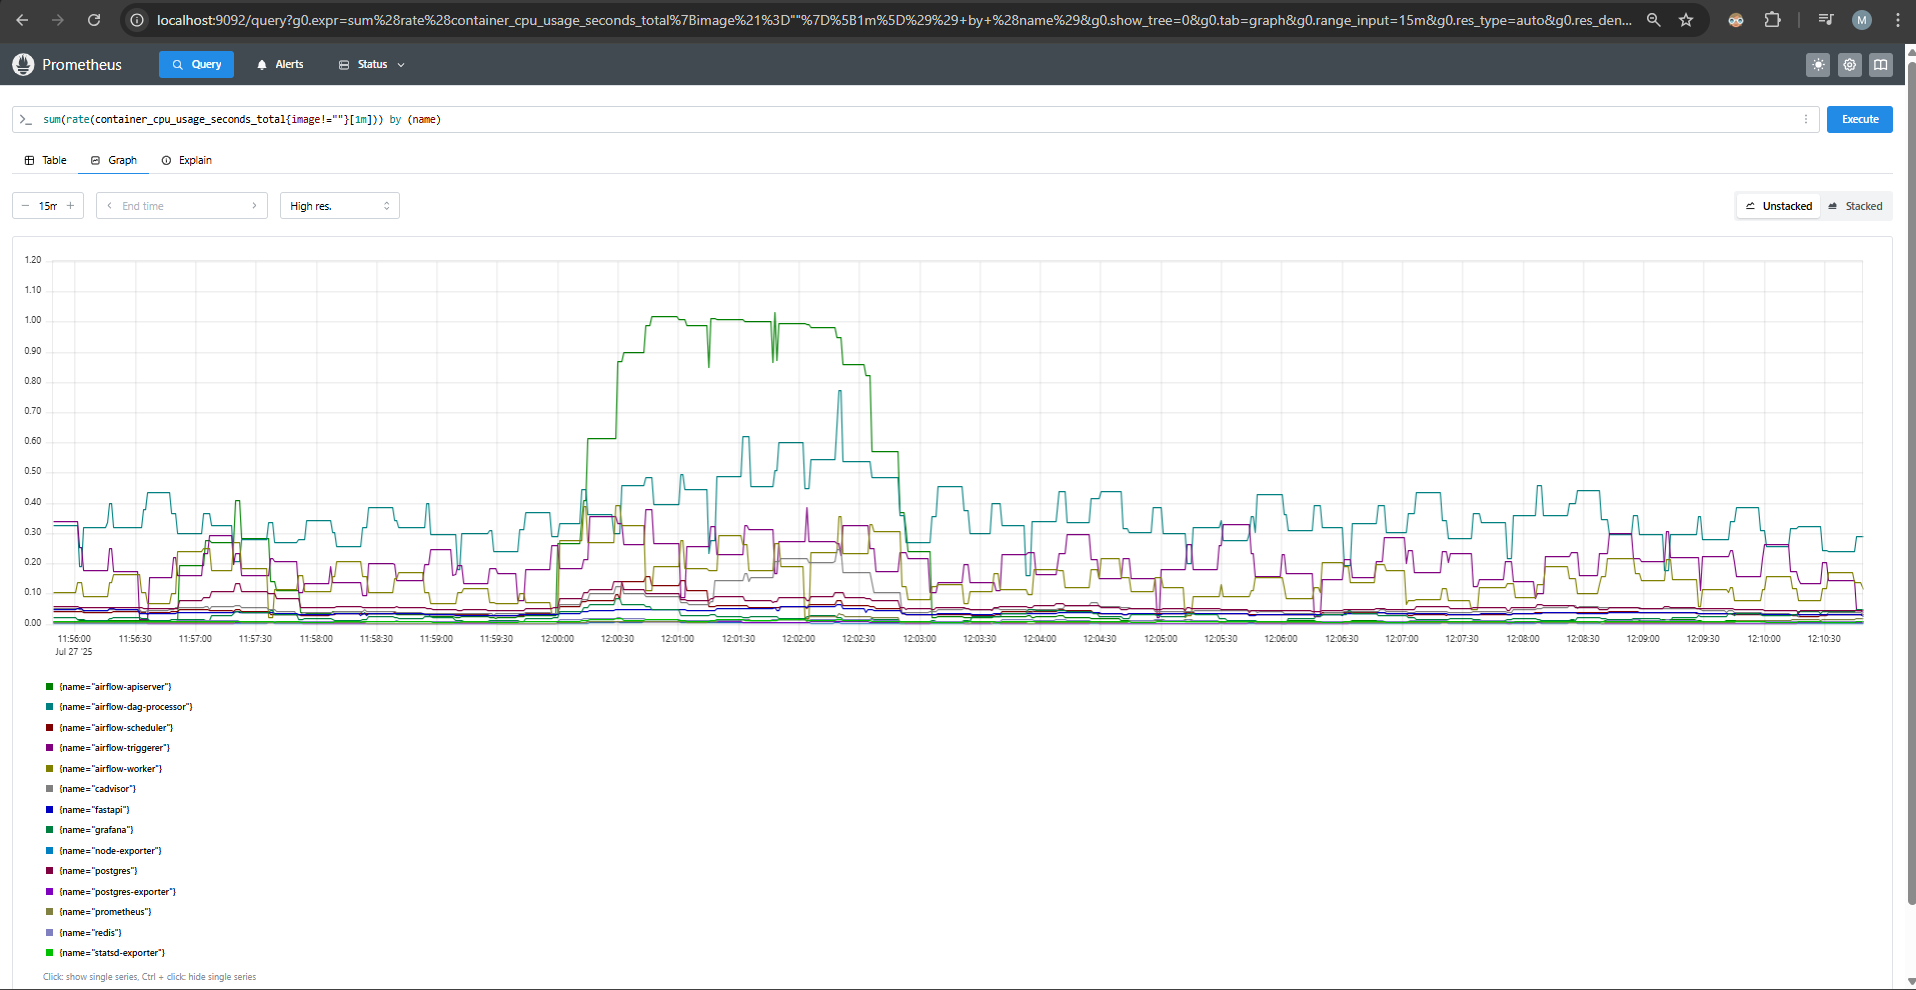 localhost:9092/query?g0.expr=sum%28rate%28container_cpu_usage_seconds_total%7Bimage%21%3D""%7D%5B1m%5D%29%29+by+%28name%29&g0.show_tree=0&g0.tab=graph&g0.range_input=15m&g0.res_type=auto&g0.res_den...
M
Prometheus
Query
Alerts
Status
sum(rate(container_cpu_usage_seconds_total{image!=""}[1m])) by (name)
Execute
Table
Graph
Explain
15m
End time
High res.
Unstacked
Stacked
1.20
1.10
1.00
0.90
0.80
0.70
0.60
0.50
0.40
0.30
0.20
0.10
0.00
11:56:00 11:56:30 11:57:00 11:57:30 11:58:00 11:58:30 11:59:00 11:59:30 12:00:00 12:00:30 12:01:00 12:01:30 12:02:00 12:02:30 12:03:00 12:03:30 12:04:00 12:04:30 12:05:00 12:05:30 12:06:00 12:06:30 12:07:00 12:07:30 12:08:00 12:08:30 12:09:00 12:09:30 12:10:00 12:10:30
Jul 27 '25
{name="airflow-apiserver"}
{name="airflow-dag-processor"}
{name="airflow-scheduler"}
{name="airflow-triggerer"}
{name="airflow-worker"}
{name="cadvisor"}
{name="fastapi"}
{name="grafana"}
{name="node-exporter"}
{name="postgres"}
{name="postgres-exporter"}
{name="prometheus"}
{name="redis"}
{name="statsd-exporter"}
Click: show single series, Ctrl + click: hide single series